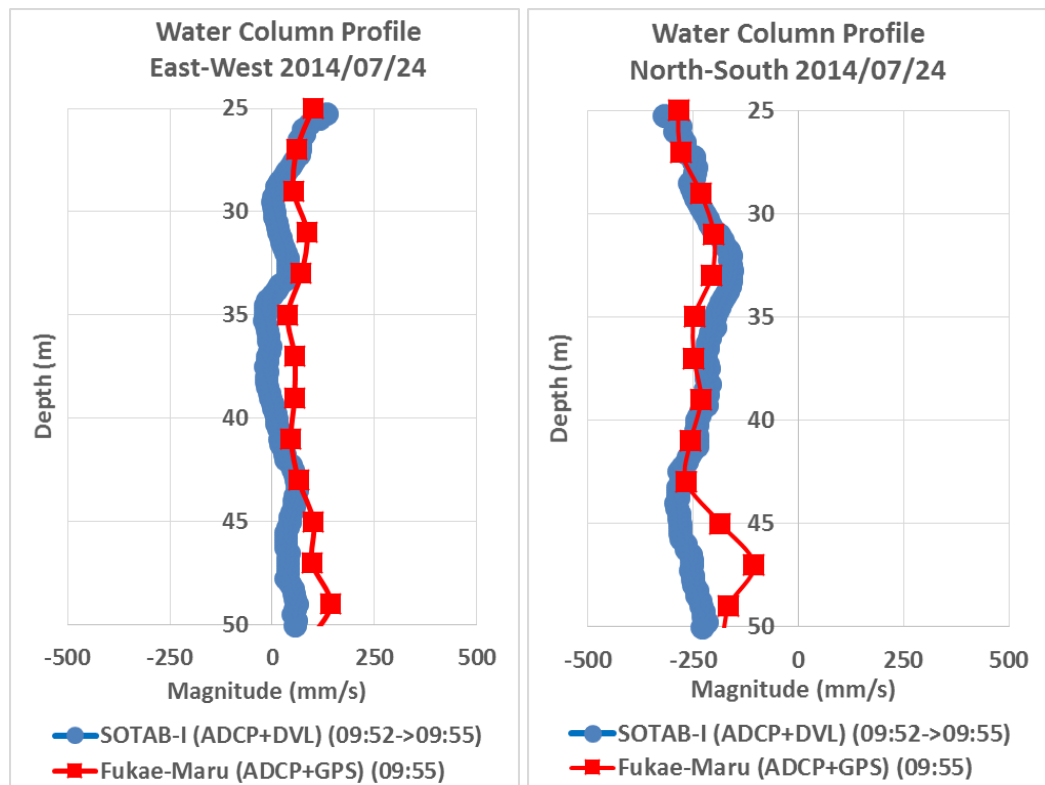 Water Column Profile
East-West 2014/07/24
25
30
35
40
45
50
Depth (m)
-500 -250 0 250 500
Magnitude (mm/s)
SOTAB-I (ADCP+DVL) (09:52->09:55)
Fukae-Maru (ADCP+GPS) (09:55)
Water Column Profile
North-South 2014/07/24
25
30
35
40
45
50
Depth (m)
-500 -250 0 250 500
Magnitude (mm/s)
SOTAB-I (ADCP+DVL) (09:52->09:55)
Fukae-Maru (ADCP+GPS) (09:55)